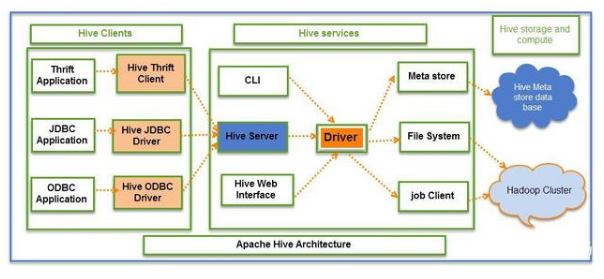 Hive Clients
Hive services
Hive storage and
compute
Thrift
Application
Hive Thrift
Client
JDBC
Application
Hive JDBC
Driver
ODBC
Application
Hive ODBC
Driver
CLI
Hive Server
Hive Web
Interface
Driver
Meta store
File System
job Client
Hive Meta
store data
base
Hadoop Cluster
Apache Hive Architecture